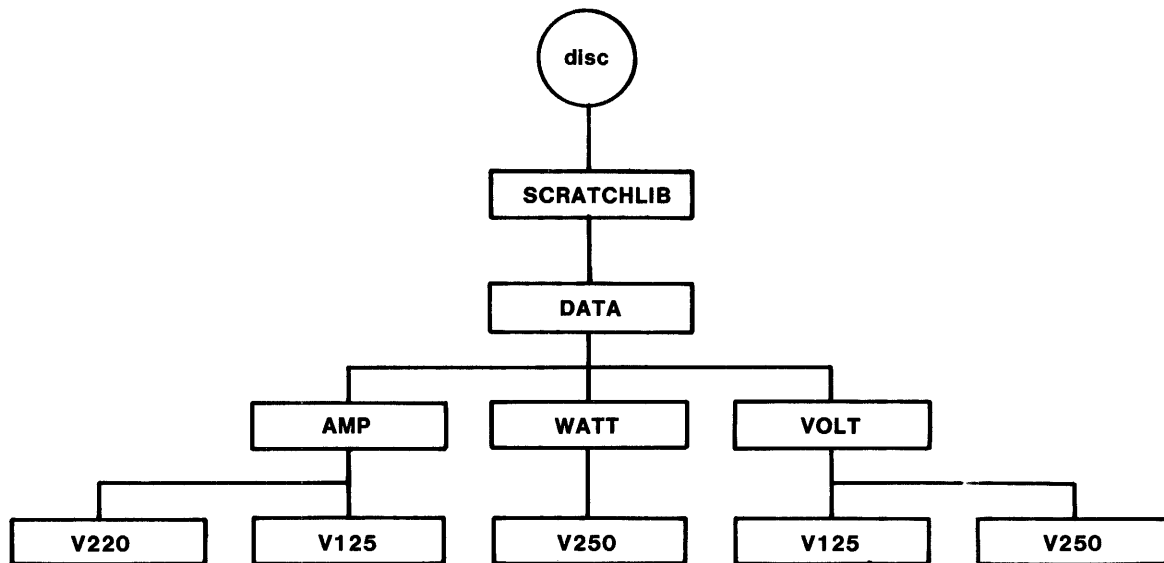 disc
SCRATCHLIB
DATA
AMP WATT VOLT
V220 V125 V250 V125 V250